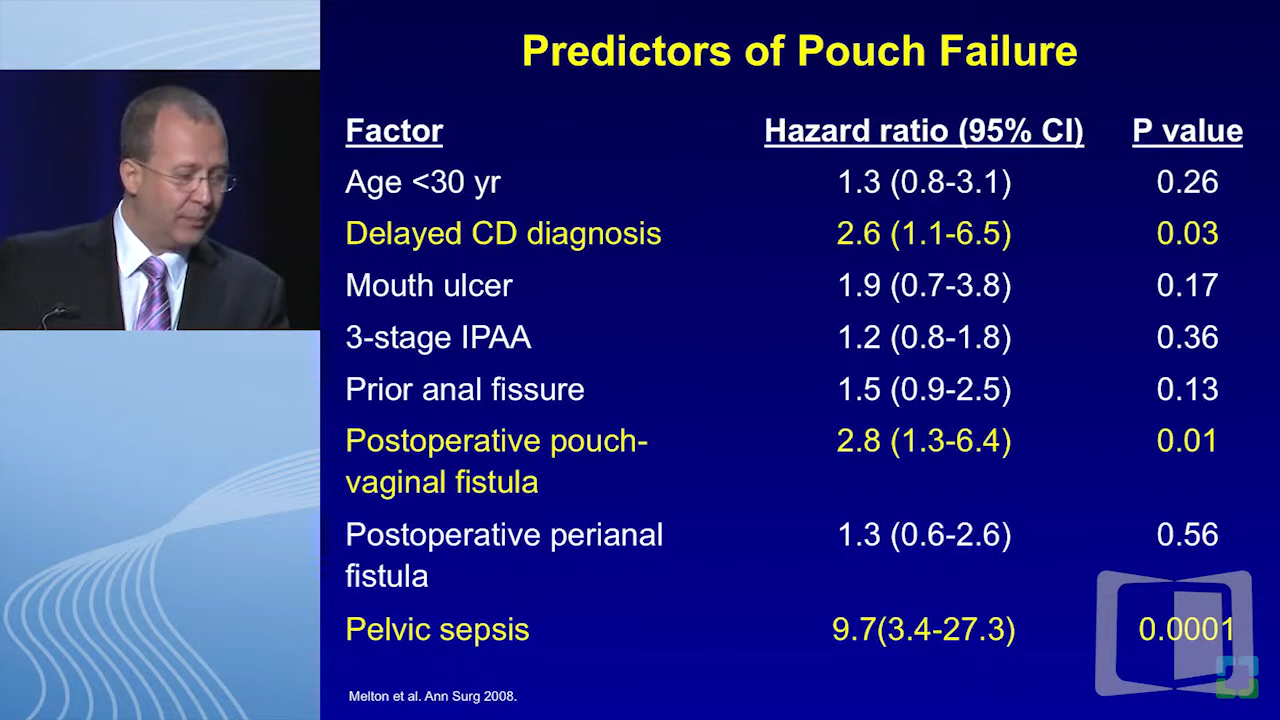 Predictors of Pouch Failure
Factor Hazard ratio (95% CI) P value
Age <30 yr 1.3 (0.8-3.1) 0.26
Delayed CD diagnosis 2.6 (1.1-6.5) 0.03
Mouth ulcer 1.9 (0.7-3.8) 0.17
3-stage IPAA 1.2 (0.8-1.8) 0.36
Prior anal fissure 1.5 (0.9-2.5) 0.13
Postoperative pouch- 2.8 (1.3-6.4) 0.01
vaginal fistula
Postoperative perianal 1.3 (0.6-2.6) 0.56
fistula
Pelvic sepsis 9.7(3.4-27.3) 0.0001
Melton et al. Ann Surg 2008.